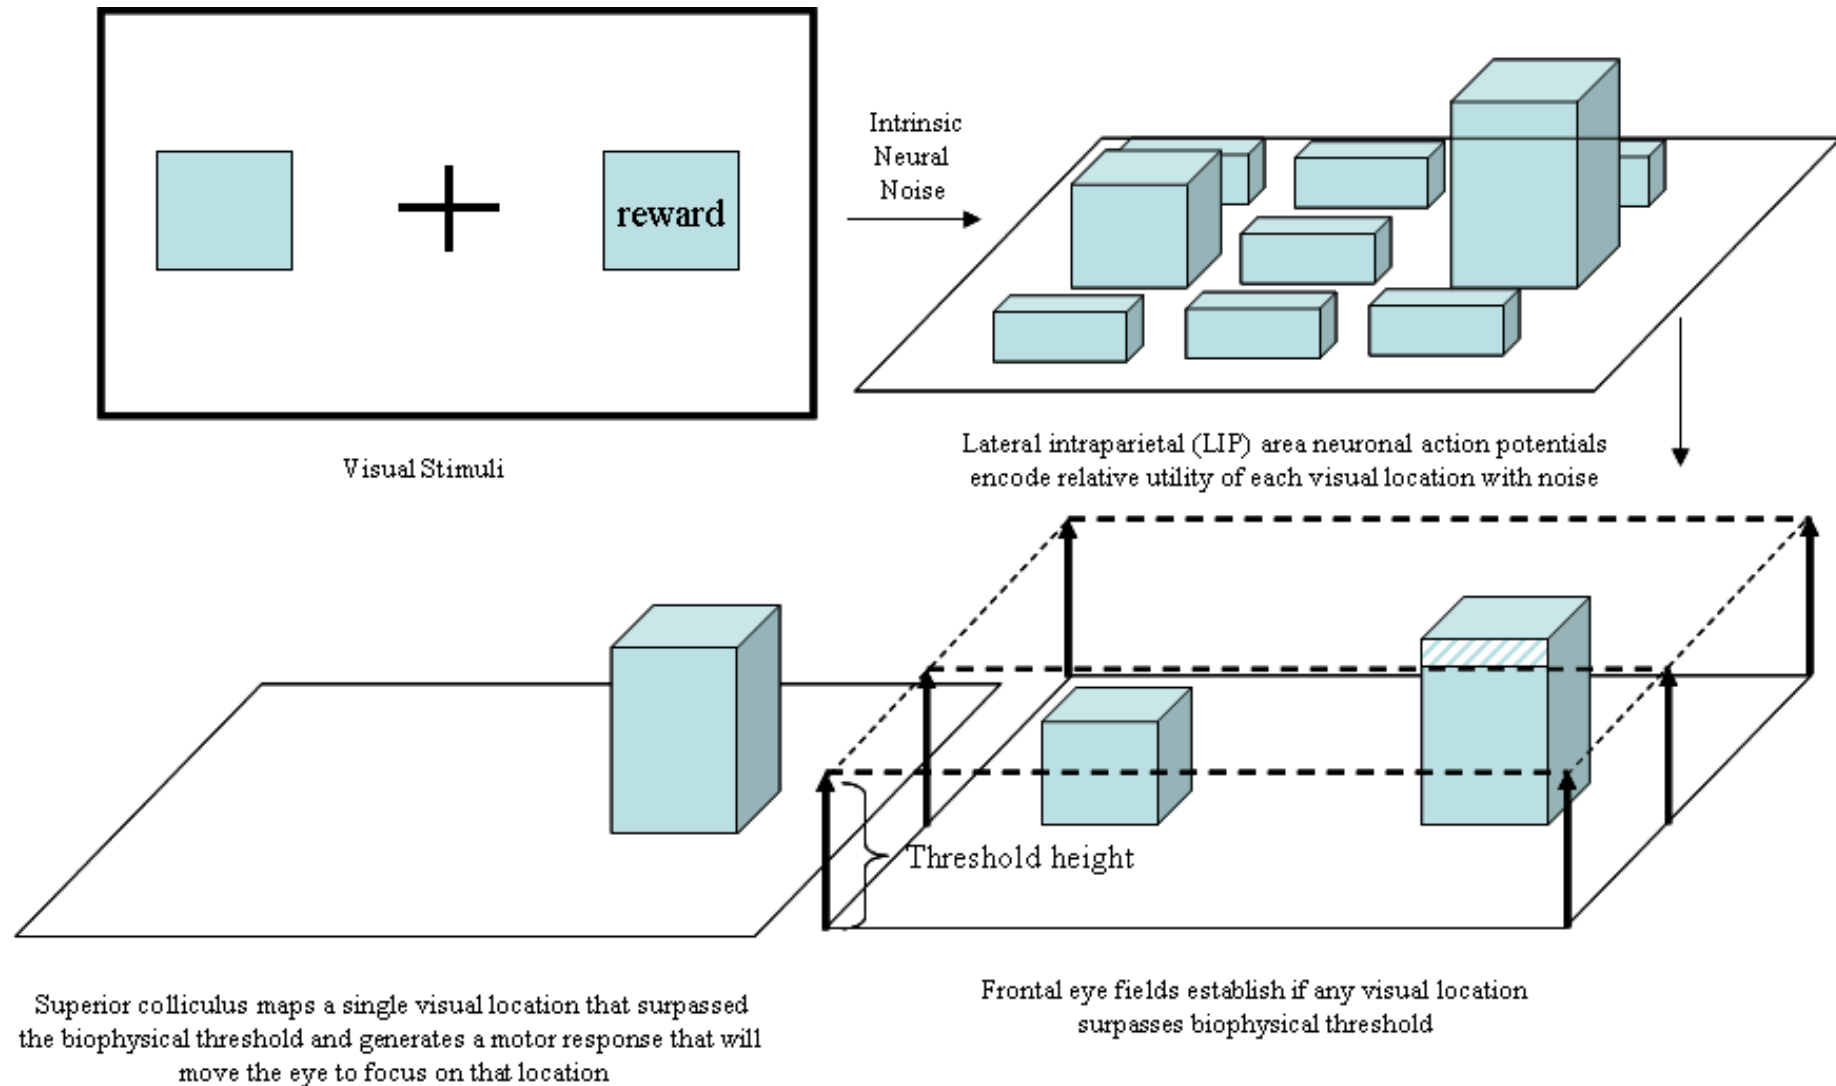 reward
Intrinsic
Neural
Noise
Visual Stimuli
Lateral intraparietal (LIP) area neuronal action potentials
encode relative utility of each visual location with noise
Threshold height
Frontal eye fields establish if any visual location
surpasses biophysical threshold
Superior colliculus maps a single visual location that surpassed
the biophysical threshold and generates a motor response that will
move the eye to focus on that location